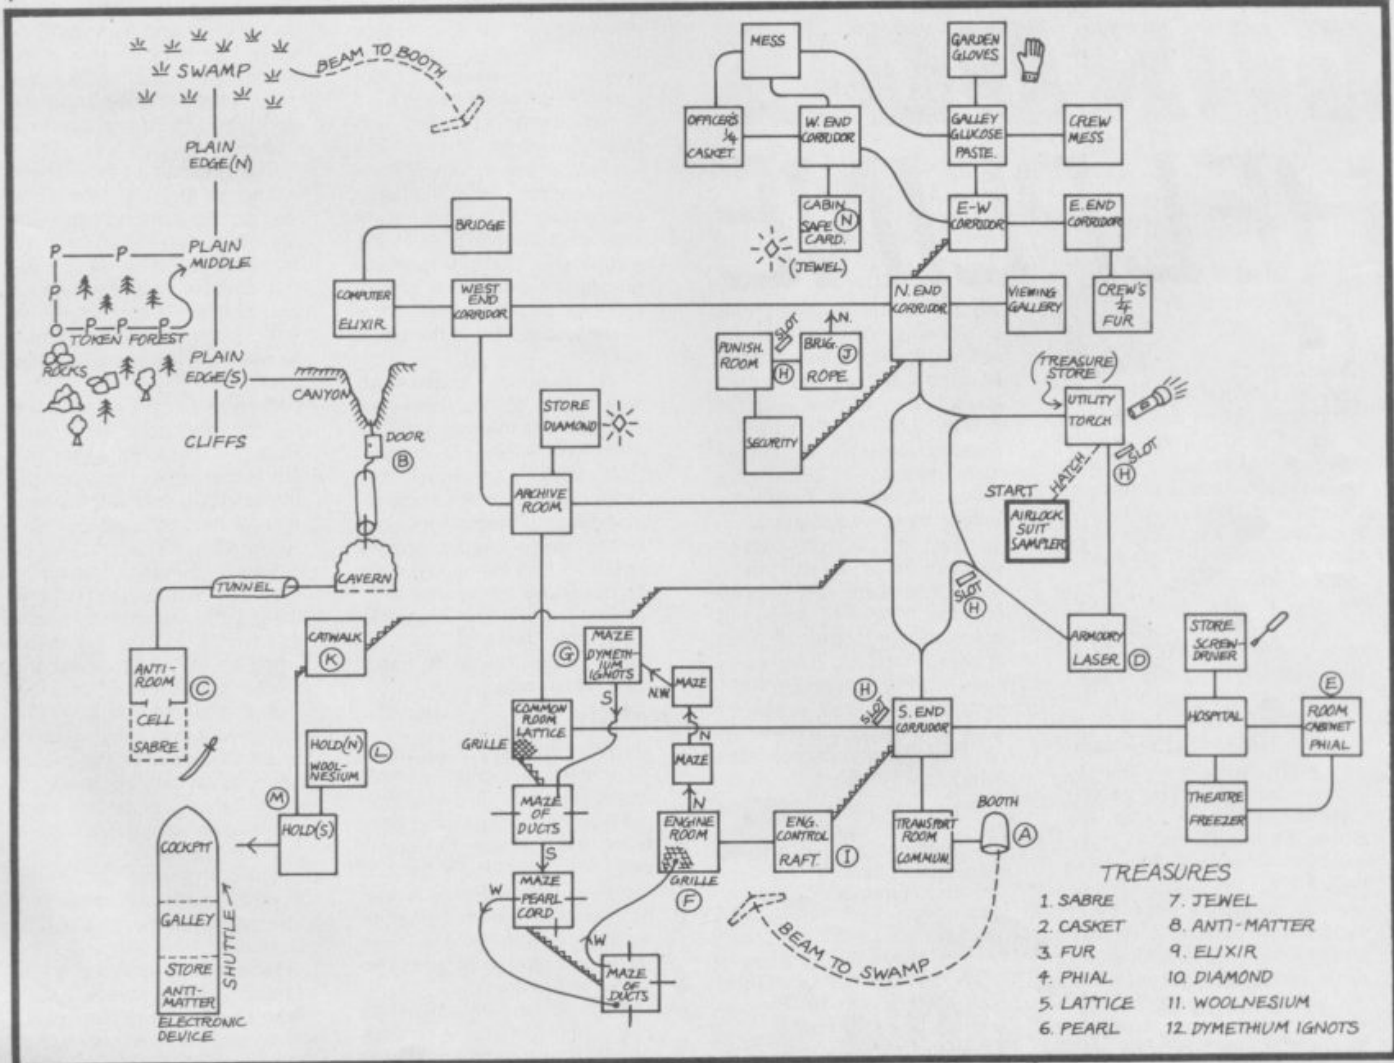 SWAMP
BEAM TO BOOTH
PLAIN
EDGE(N)
P
P
PLAIN
MIDDLE
P
O
P
P
P
TOKEN FOREST
ROCKS
PLAIN
EDGE(S)
CANYON
CLIFFS
DOOR
B
CAVERN
TUNNEL
ANTI-
ROOM
C
CELL
SABRE
BRIDGE
COMPUTER
ELIXIR
WEST
END
CORRIDOR
STORE
DIAMOND
ARCHIVE
ROOM
MESS
GARDEN
GLOVES
OFFICER'S
1/4
CASKET
W. END
CORRIDOR
GALLEY
GLUCOSE
PASTE.
CREW
MESS
CABIN
SAFE
CARD.
N
(JEWEL)
E-W
CORRIDOR
E. END
CORRIDOR
N. END
CORRIDOR
VIEWING
GALLERY
CREW'S
1/4
FUR
PUNISH.
ROOM
SLOT
H
N.
BRIG.
J
ROPE
SECURITY
(TREASURE
STORE)
UTILITY
TORCH
SLOT
H
HATCH
START
AIRLOCK
SUIT
SAMPLER
SLOT
H
ARMOURY
LASER
D
STORE
SCREW-
DRIVER
E
HOSPITAL
ROOM
CABINET
PHIAL
THEATRE
FREEZER
CATWALK
K
HOLD(N)
WOOL-
NESIUM
L
M
HOLD(S)
COCKPIT
GALLEY
STORE
ANTI-
MATTER
SHUTTLE
ELECTRONIC
DEVICE
G
MAZE
DYMETH-
IUM
IGNOTS
S
N.W.
MAZE
N
MAZE
N
COMMON
ROOM
LATTICE
GRILLE
MAZE
OF
DUCTS
S
MAZE
PEARL
CORD
W
W
MAZE
OF
DUCTS
ENGINE
ROOM
GRILLE
F
ENG.
CONTROL
RAFT.
I
H
SLOT
S. END
CORRIDOR
TRANSPORT
ROOM
COMMUN.
BOOTH
A
BEAM TO SWAMP
TREASURES
1. SABRE
2. CASKET
3. FUR
4. PHIAL
5. LATTICE
6. PEARL
7. JEWEL
8. ANTI-MATTER
9. ELIXIR
10. DIAMOND
11. WOOLNESIUM
12. DYMETHIUM IGNOTS